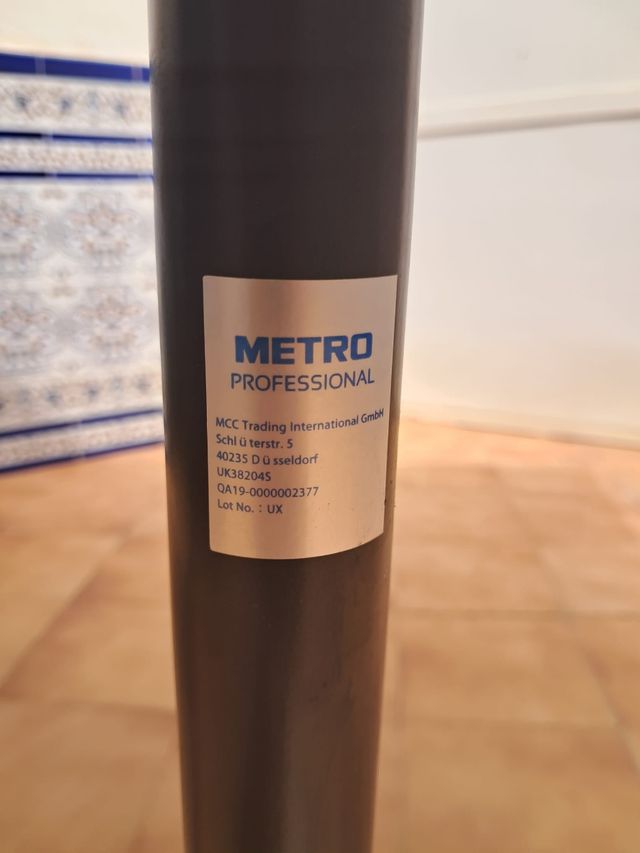 METRO
PROFESSIONAL
MCC Trading International GmbH
Schl ü terstr. 5
40235 D ü sseldorf
UK38204S
QA19-0000002377
Lot No. : UX